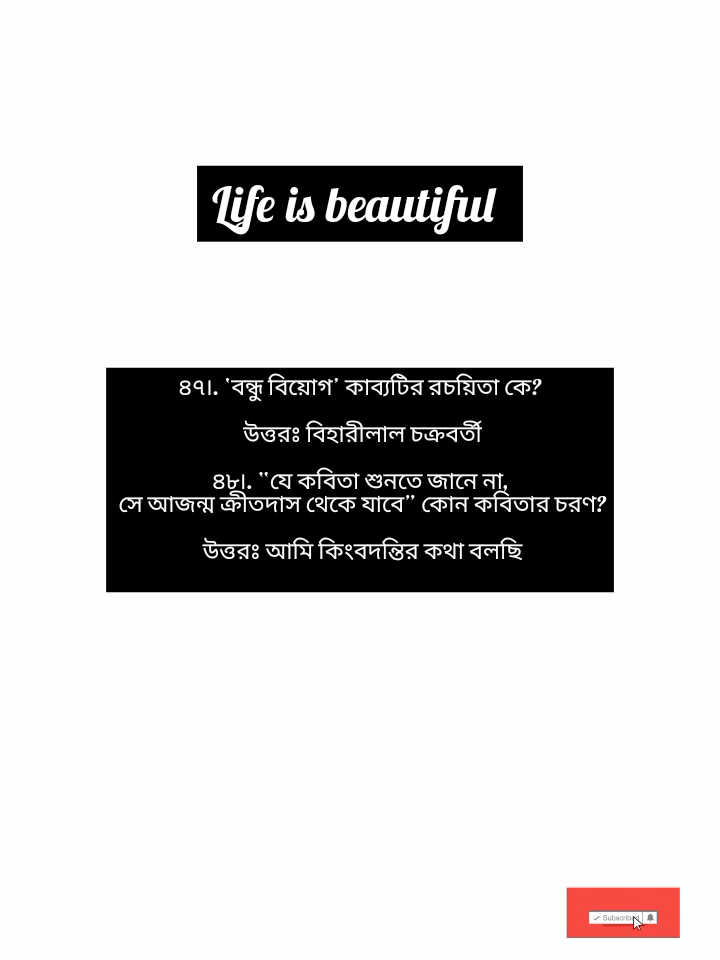 Life is beautiful
৪৭।. ‘বন্ধু বিয়োগ’ কাব্যটির রচয়িতা কে?
উত্তরঃ বিহারীলাল চক্রবর্তী
৪৮।. “যে কবিতা শুনতে জানে না,
সে আজন্ম ক্রীতদাস থেকে যাবে” কোন কবিতার চরণ?
উত্তরঃ আমি কিংবদন্তির কথা বলছি
Subscribed